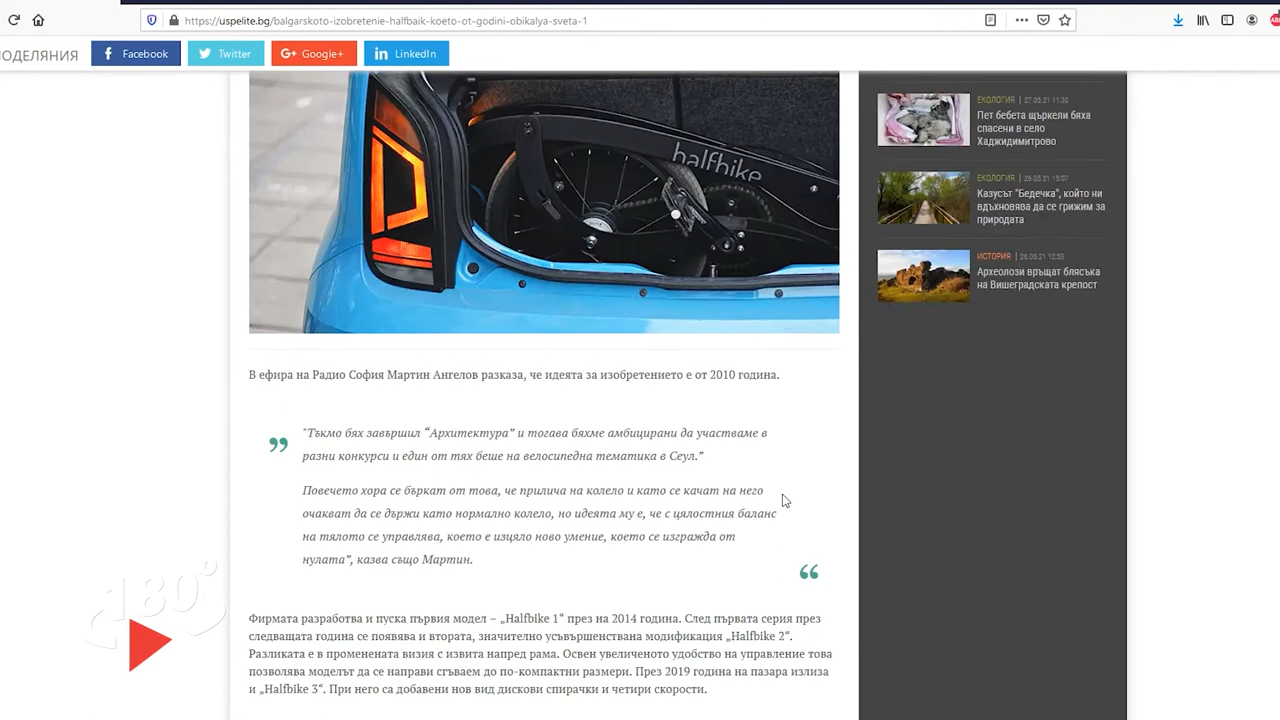 https://uspelite.bg/balgarskoto-izobretenie-halfbaik-koeto-ot-godini-obikalya-sveta-1
ПОДЕЛЯНИЯ
Facebook
Twitter
Google+
LinkedIn
halfbike
В ефира на Радио София Мартин Ангелов разказа, че идеята за изобретението е от 2010 година.
"Тъкмо бях завършил “Архитектура” и тогава бяхме амбицирани да участваме в
разни конкурси и един от тях беше на велосипедна тематика в Сеул.”
Повечето хора се бъркат от това, че прилича на колело и като се качат на него
очакват да се държи като нормално колело, но идеята му е, че с цялостния баланс
на тялото се управлява, което е изцяло ново умение, което се изгражда от
нулата”, казва също Мартин.
Фирмата разработва и пуска първия модел – „Halfbike 1“ през на 2014 година. След първата серия през
следващата година се появява и втората, значително усъвършенствана модификация „Halfbike 2“.
Разликата е в променената визия с извита напред рама. Освен увеличеното удобство на управление това
позволява моделът да се направи сгъваем до по-компактни размери. През 2019 година на пазара излиза
и „Halfbike 3“. При него са добавени нов вид дискови спирачки и четири скорости.
ЕКОЛОГИЯ | 27.03.21 11:30
Пет бебета щъркели бяха
спасени в село
Хаджидимитрово
ЕКОЛОГИЯ | 26.03.21 15:07
Казусът "Бедечка", който ни
вдъхновява да се грижим за
природата
ИСТОРИЯ | 26.03.21 12:53
Археолози връщат блясъка
на Вишеградската крепост
180°